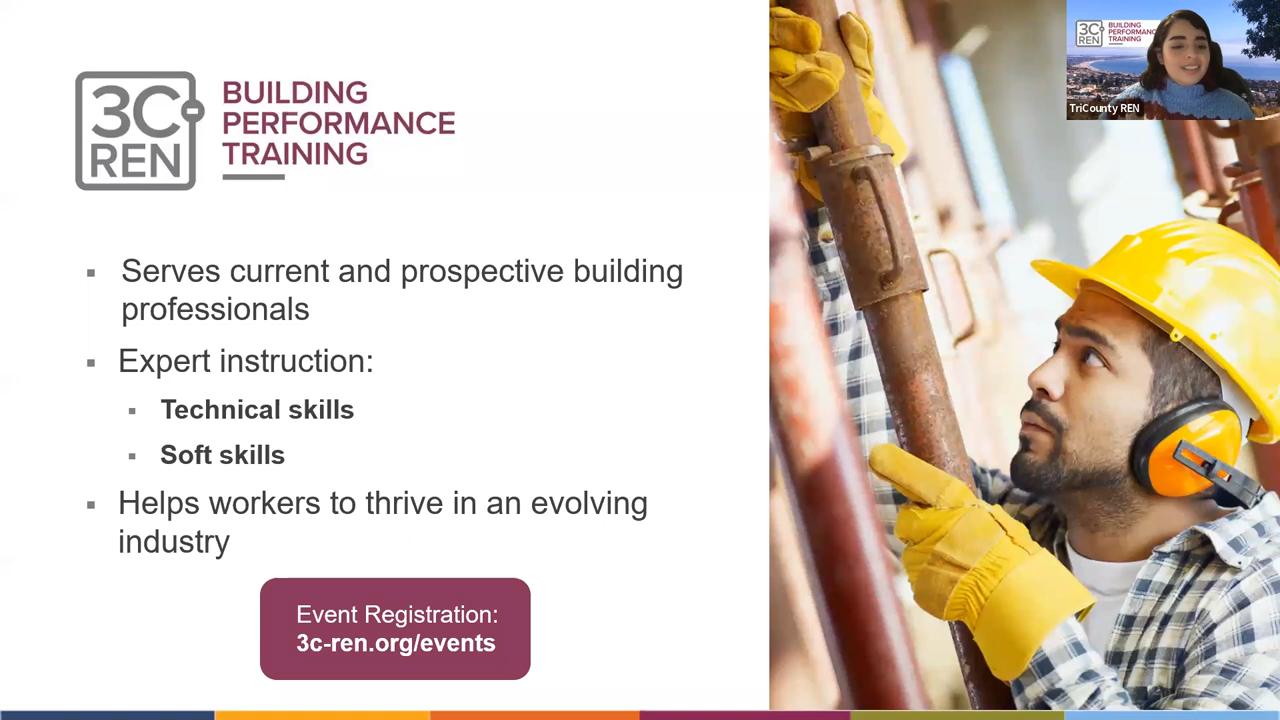 3C-REN
BUILDING
PERFORMANCE
TRAINING
Serves current and prospective building
professionals
Expert instruction:
Technical skills
Soft skills
Helps workers to thrive in an evolving
industry
Event Registration:
3c-ren.org/events
3C-REN
BUILDING
PERFORMANCE
TRAINING
TriCounty REN